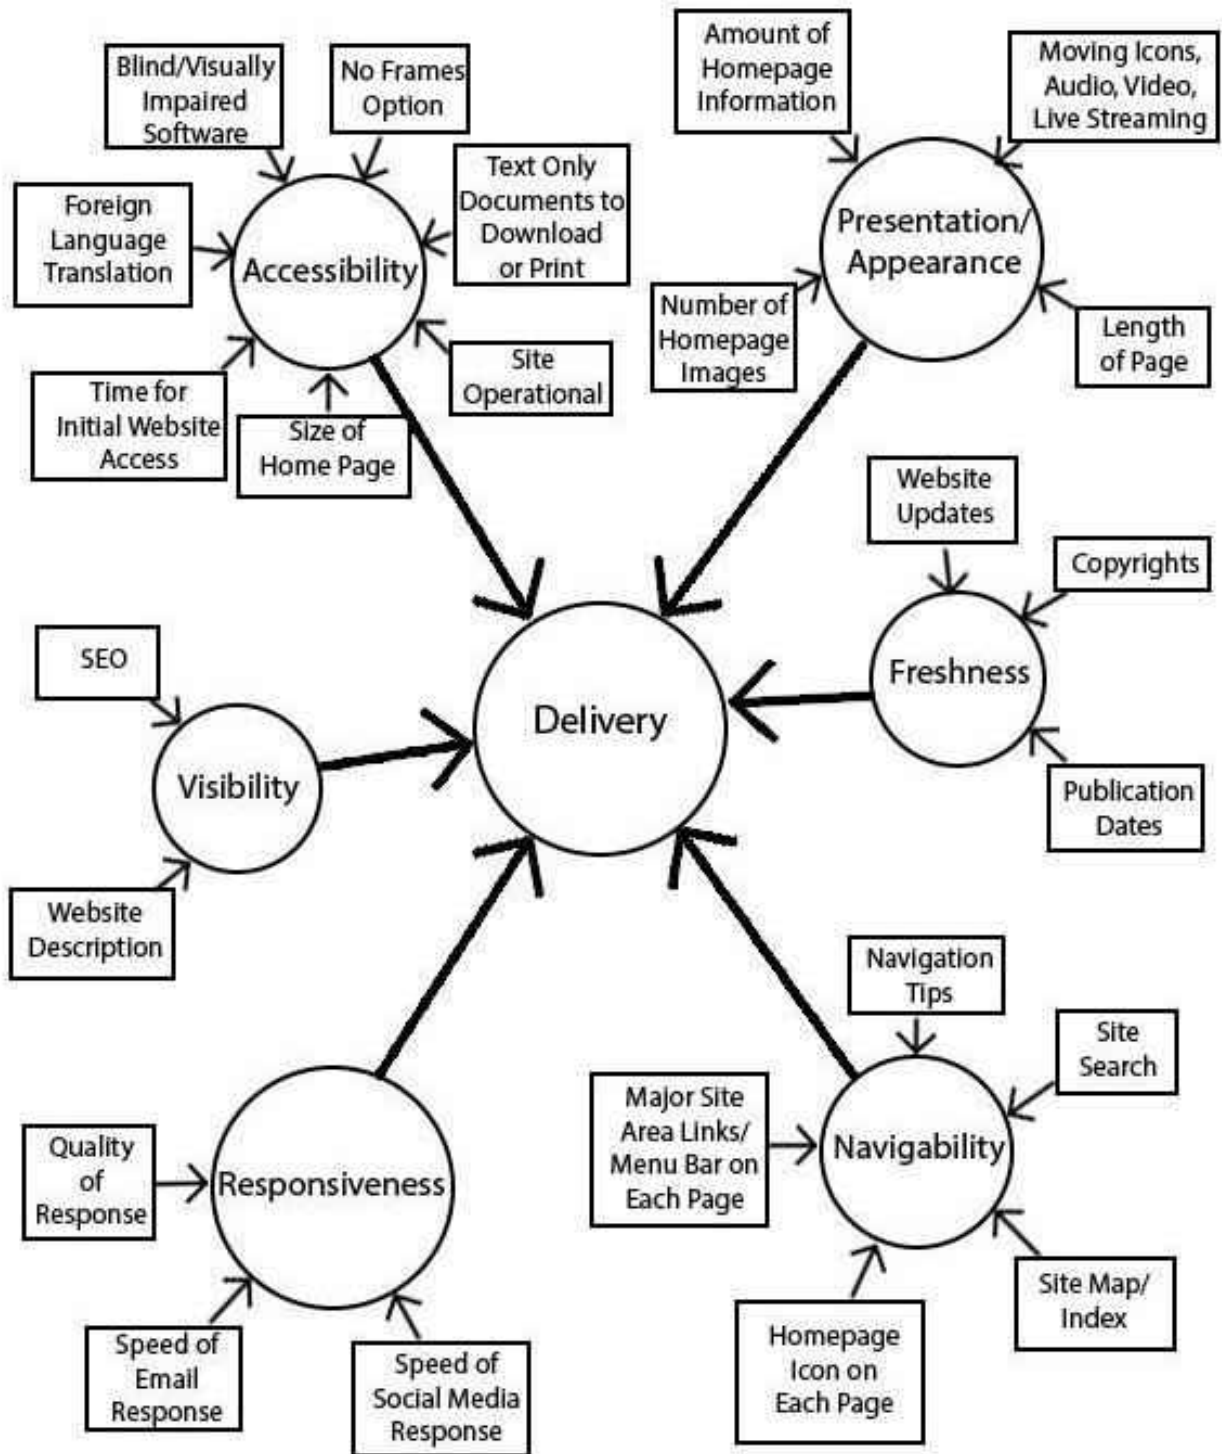 Blind/Visually
Impaired
Software
No Frames
Option
Text Only
Documents to
Download
or Print
Foreign
Language
Translation
Accessibility
Site
Operational
Time for
Initial Website
Access
Size of
Home Page
Amount of
Homepage
Information
Moving Icons,
Audio, Video,
Live Streaming
Presentation/
Appearance
Number of
Homepage
Images
Length
of Page
Website
Updates
Copyrights
Freshness
Publication
Dates
Delivery
SEO
Visibility
Website
Description
Quality
of
Response
Responsiveness
Speed of
Email
Response
Speed of
Social Media
Response
Navigation
Tips
Site
Search
Major Site
Area Links/
Menu Bar on
Each Page
Navigability
Site Map/
Index
Homepage
Icon on
Each Page